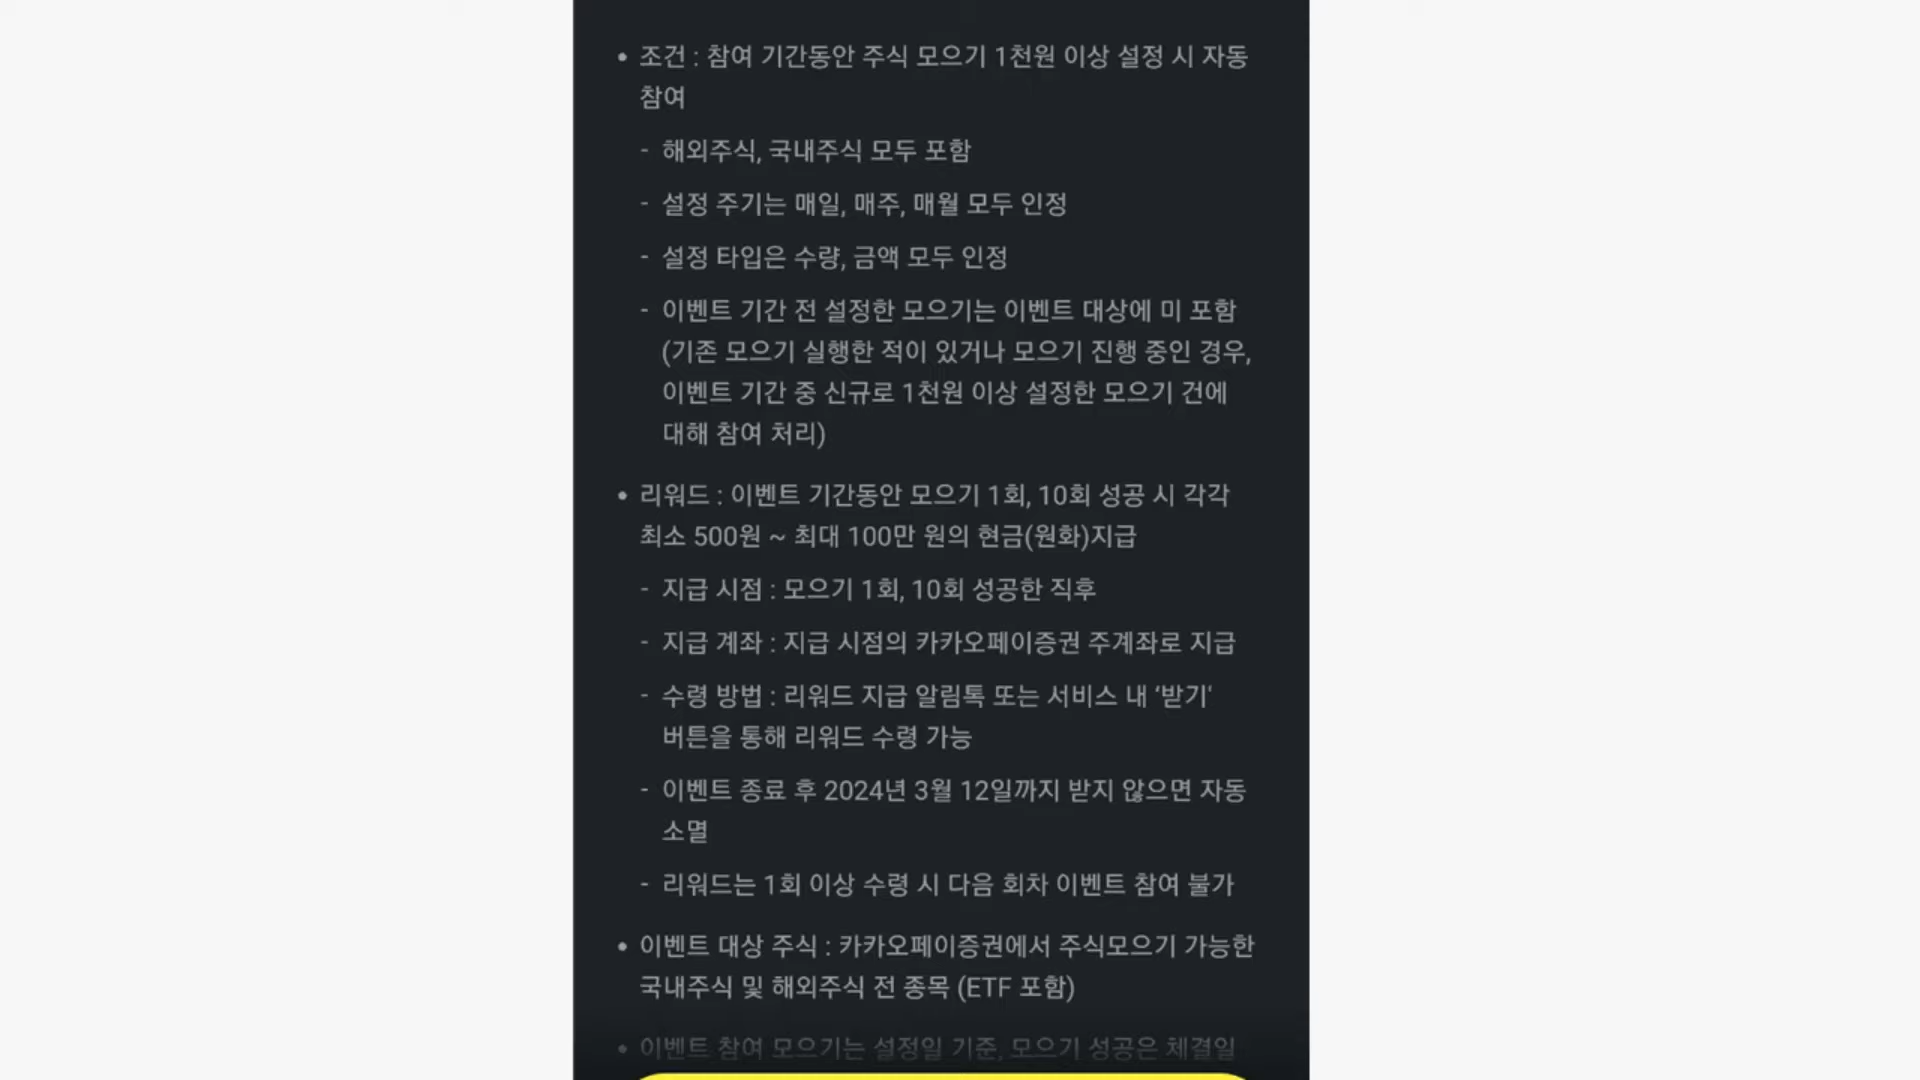 • 조건 : 참여 기간동안 주식 모으기 1천원 이상 설정 시 자동
참여
- 해외주식, 국내주식 모두 포함
- 설정 주기는 매일, 매주, 매월 모두 인정
- 설정 타입은 수량, 금액 모두 인정
- 이벤트 기간 전 설정한 모으기는 이벤트 대상에 미 포함
(기존 모으기 실행한 적이 있거나 모으기 진행 중인 경우,
이벤트 기간 중 신규로 1천원 이상 설정한 모으기 건에
대해 참여 처리)
• 리워드 : 이벤트 기간동안 모으기 1회, 10회 성공 시 각각
최소 500원 ~ 최대 100만 원의 현금(원화)지급
- 지급 시점 : 모으기 1회, 10회 성공한 직후
- 지급 계좌 : 지급 시점의 카카오페이증권 주계좌로 지급
- 수령 방법 : 리워드 지급 알림톡 또는 서비스 내 ‘받기‘
버튼을 통해 리워드 수령 가능
- 이벤트 종료 후 2024년 3월 12일까지 받지 않으면 자동
소멸
- 리워드는 1회 이상 수령 시 다음 회차 이벤트 참여 불가
• 이벤트 대상 주식 : 카카오페이증권에서 주식모으기 가능한
국내주식 및 해외주식 전 종목 (ETF 포함)
• 이벤트 참여 모으기는 설정일 기준, 모으기 성공은 체결일